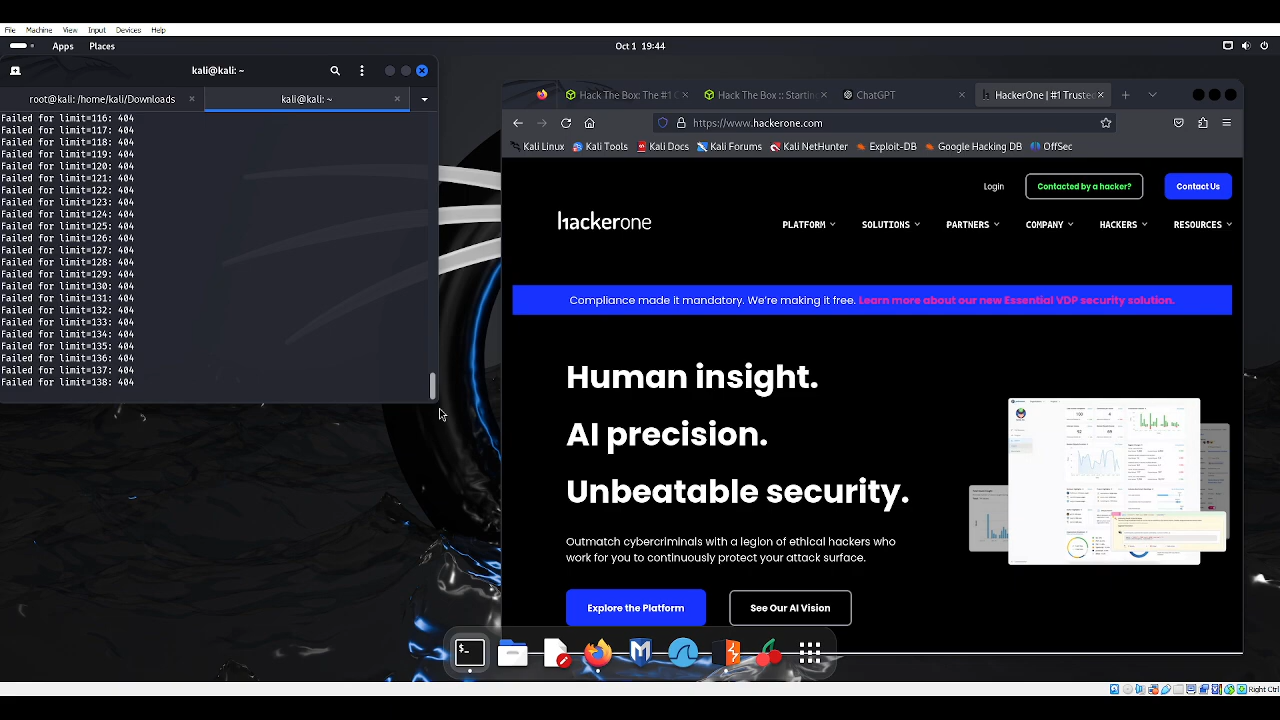 File Machine View Input Devices Help
Apps Places
Oct 1 19:44
kali@kali: ~
root@kali: /home/kali/Downloads
kali@kali: ~
Failed for limit=116: 404
Failed for limit=117: 404
Failed for limit=118: 404
Failed for limit=119: 404
Failed for limit=120: 404
Failed for limit=121: 404
Failed for limit=122: 404
Failed for limit=123: 404
Failed for limit=124: 404
Failed for limit=125: 404
Failed for limit=126: 404
Failed for limit=127: 404
Failed for limit=128: 404
Failed for limit=129: 404
Failed for limit=130: 404
Failed for limit=131: 404
Failed for limit=132: 404
Failed for limit=133: 404
Failed for limit=134: 404
Failed for limit=135: 404
Failed for limit=136: 404
Failed for limit=137: 404
Failed for limit=138: 404
Hack The Box: The #1 C
Hack The Box :: Startin
ChatGPT
HackerOne | #1 Truste
https://www.hackerone.com
Kali Linux Kali Tools Kali Docs Kali Forums Kali NetHunter Exploit-DB Google Hacking DB OffSec
Login Contacted by a hacker? Contact Us
hackerone PLATFORM SOLUTIONS PARTNERS COMPANY HACKERS RESOURCES
Compliance made it mandatory. We're making it free. Learn more about our new Essential VDP security solution.
Human insight.
AI precision.
Unbeatable security.
Outmatch cybercriminals with a legion of ethical hackers who
work for you to continuously protect your attack surface.
Explore the Platform See Our AI Vision
Right Ctrl